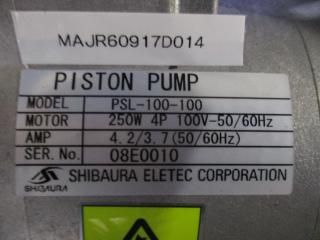 MAJR60917D014
PISTON PUMP
MODEL PSL-100-100
MOTOR 250W 4P 100V-50/60Hz
AMP 4.2/3.7(50/60Hz)
SER.No. 08E0010
SHIBAURA SHIBAURA ELETEC CORPORATION